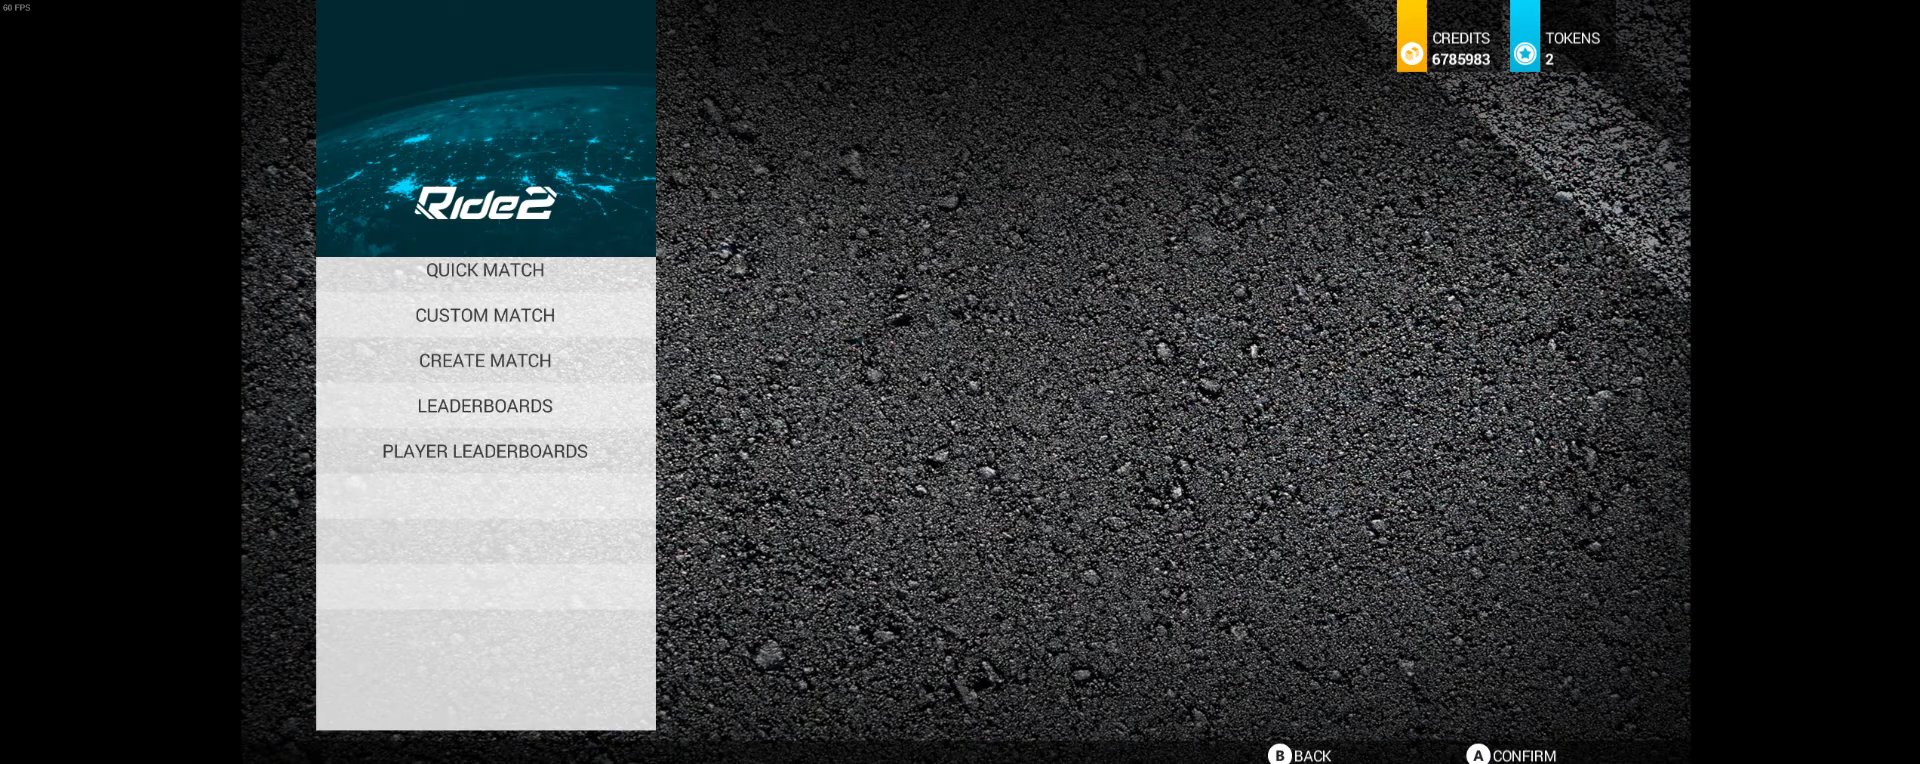 60 FPS
CREDITS
6785983
TOKENS
2
Ride2
QUICK MATCH
CUSTOM MATCH
CREATE MATCH
LEADERBOARDS
PLAYER LEADERBOARDS
B BACK
A CONFIRM